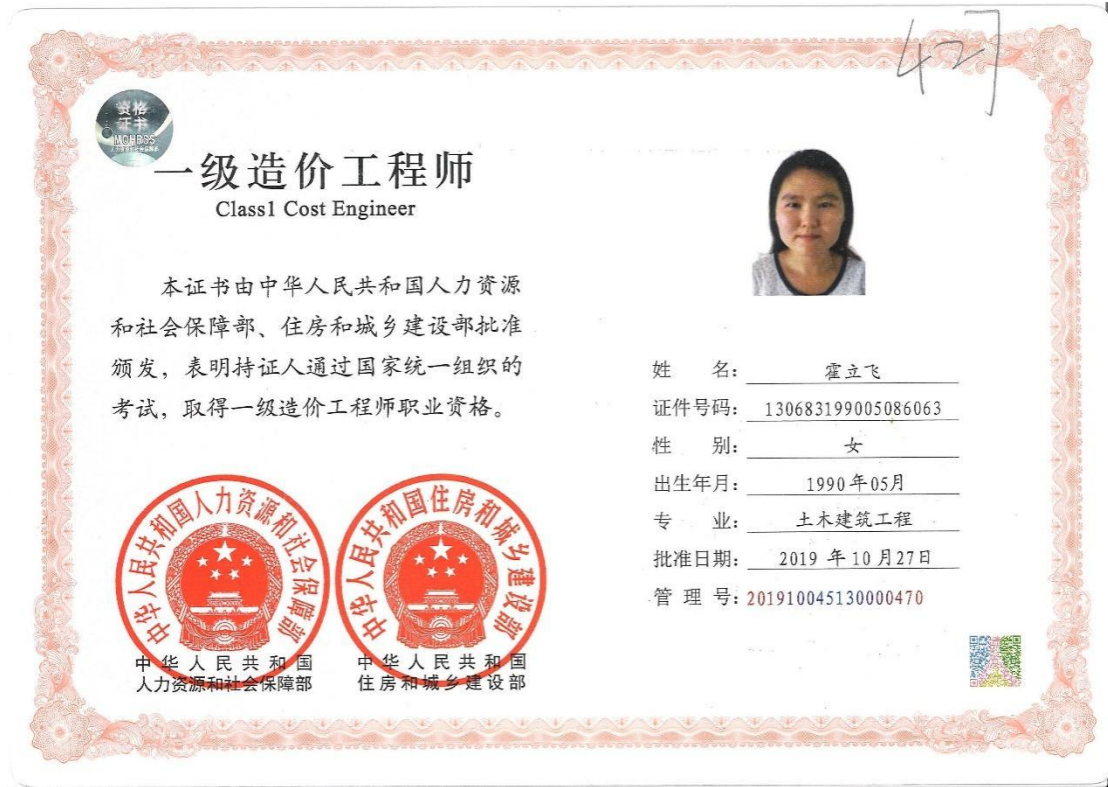 427
资格
证书
MOHRSS
一级造价工程师
Class1 Cost Engineer
本证书由中华人民共和国人力资源
和社会保障部、住房和城乡建设部批准
颁发，表明持证人通过国家统一组织的
考试，取得一级造价工程师职业资格。
姓 名： 霍立飞
证件号码： 130683199005086063
性 别： 女
出生年月： 1990年05月
专 业： 土木建筑工程
批准日期： 2019 年 10 月27日
管 理 号： 201910045130000470
中华人民共和国人力资源和社会保障部
中华人民共和国住房和城乡建设部
中华人民共和国
人力资源和社会保障部
中华人民共和国
住房和城乡建设部